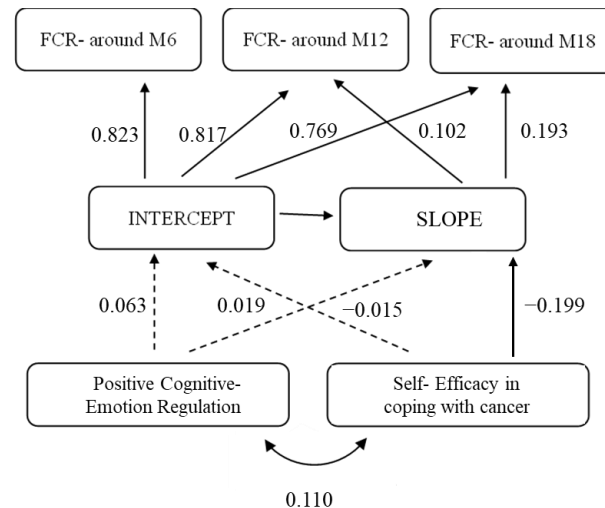 FCR- around M6
FCR- around M12
FCR- around M18
0.823
0.817
0.769
0.102
0.193
INTERCEPT
SLOPE
0.063
0.019
−0.015
−0.199
Positive Cognitive-
Emotion Regulation
Self- Efficacy in
coping with cancer
0.110